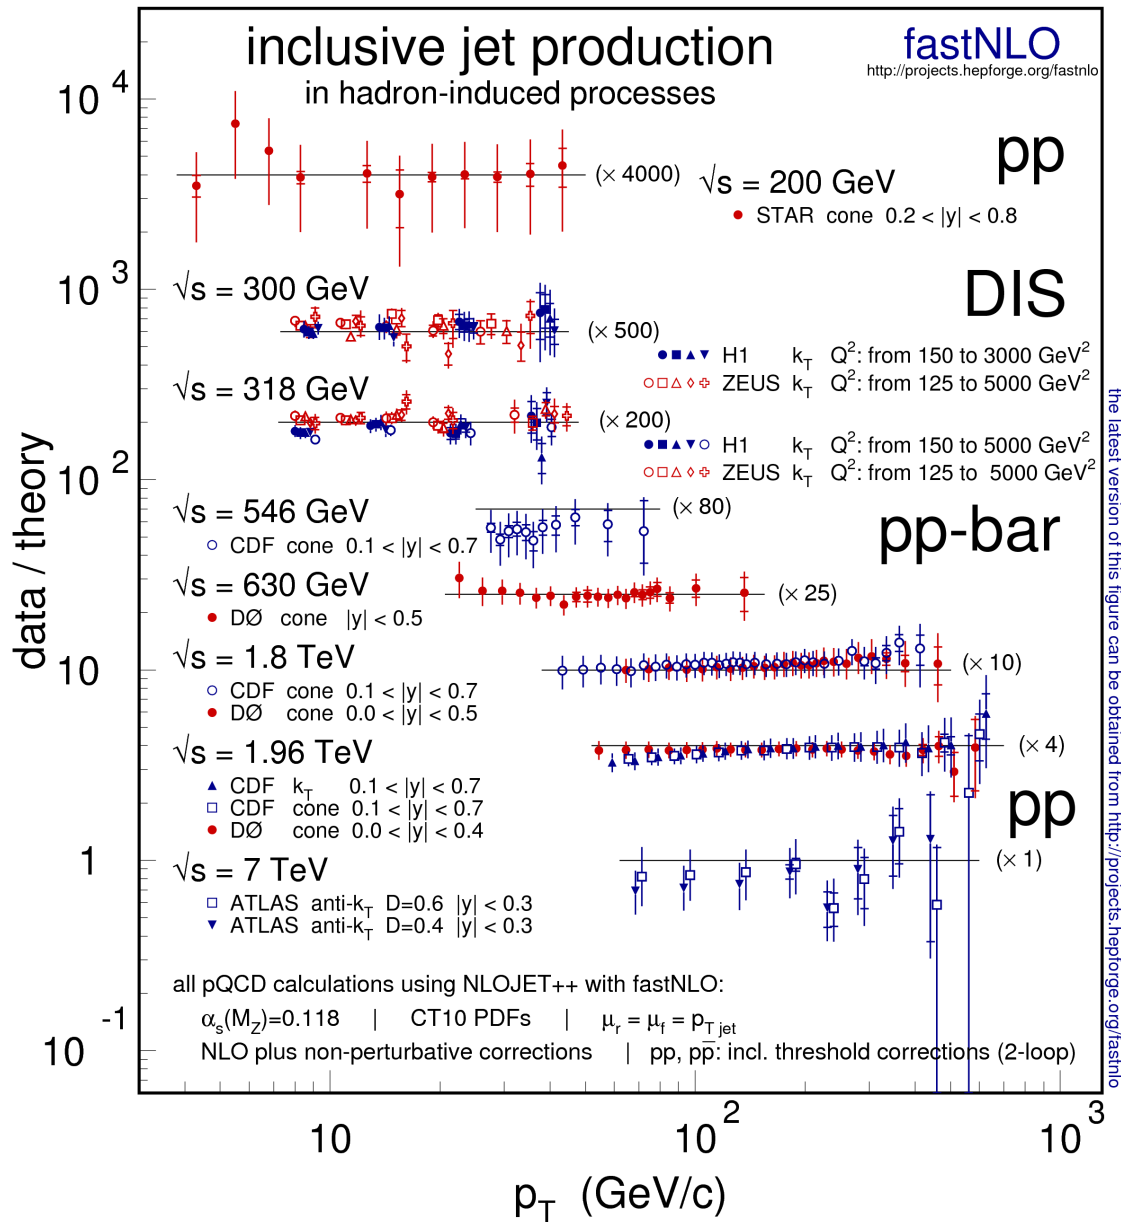 inclusive jet production
in hadron-induced processes
fastNLO
http://projects.hepforge.org/fastnlo
pp
(× 4000)
√s = 200 GeV
STAR cone 0.2 < |y| < 0.8
DIS
√s = 300 GeV
(× 500)
H1 kT Q²: from 150 to 3000 GeV²
ZEUS kT Q²: from 125 to 5000 GeV²
√s = 318 GeV
(× 200)
H1 kT Q²: from 150 to 5000 GeV²
ZEUS kT Q²: from 125 to 5000 GeV²
pp-bar
√s = 546 GeV
(× 80)
CDF cone 0.1 < |y| < 0.7
√s = 630 GeV
(× 25)
DØ cone |y| < 0.5
√s = 1.8 TeV
(× 10)
CDF cone 0.1 < |y| < 0.7
DØ cone 0.0 < |y| < 0.5
√s = 1.96 TeV
(× 4)
CDF kT 0.1 < |y| < 0.7
CDF cone 0.1 < |y| < 0.7
DØ cone 0.0 < |y| < 0.4
pp
√s = 7 TeV
(× 1)
ATLAS anti-kT D=0.6 |y| < 0.3
ATLAS anti-kT D=0.4 |y| < 0.3
all pQCD calculations using NLOJET++ with fastNLO:
αs(MZ)=0.118 | CT10 PDFs | μr = μf = pT jet
NLO plus non-perturbative corrections | pp, pp̅: incl. threshold corrections (2-loop)
data / theory
10⁴
10³
10²
10
1
10⁻¹
10
10²
10³
pT (GeV/c)
the latest version of this figure can be obtained from http://projects.hepforge.org/fastnlo